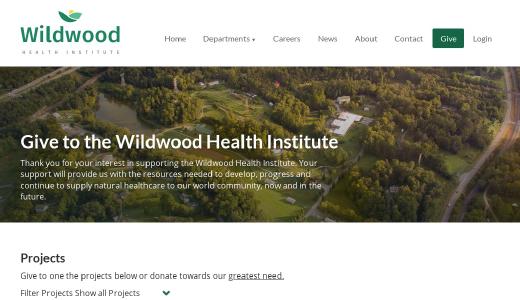 Wildwood
HEALTH INSTITUTE
Home Departments ▾ Careers News About Contact Give Login
Give to the Wildwood Health Institute
Thank you for your interest in supporting the Wildwood Health Institute. Your
support will provide us with the resources needed to develop, progress and
continue to supply natural healthcare to our world community, now and in the
future.
Projects
Give to one the projects below or donate towards our greatest need.
Filter Projects Show all Projects